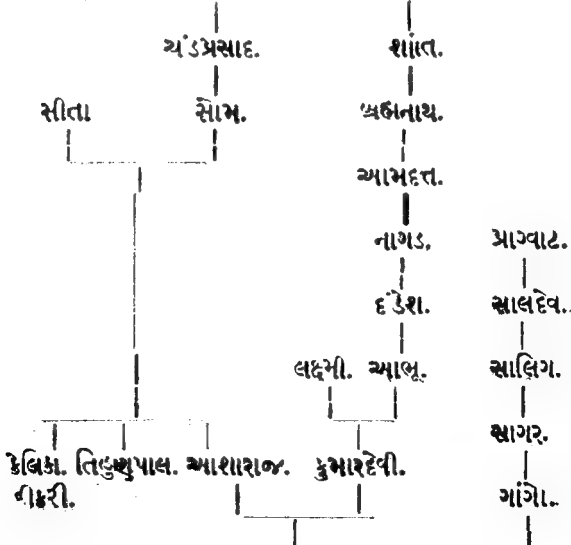 ચંડપ્રસાદ. શાંત.
સીતા સોમ. બ્રહ્મનાથ.
આમદત્ત.
નાગડ. પ્રાગ્વાટ.
દંડેશ. સાલદેવ.
લક્ષ્મી. આભૂ. સાલિગ.
સાગર.
કેલિકા. તિહુણપાલ. આશારાજ. કુમારદેવી.
દીકરી. ગાંગો.